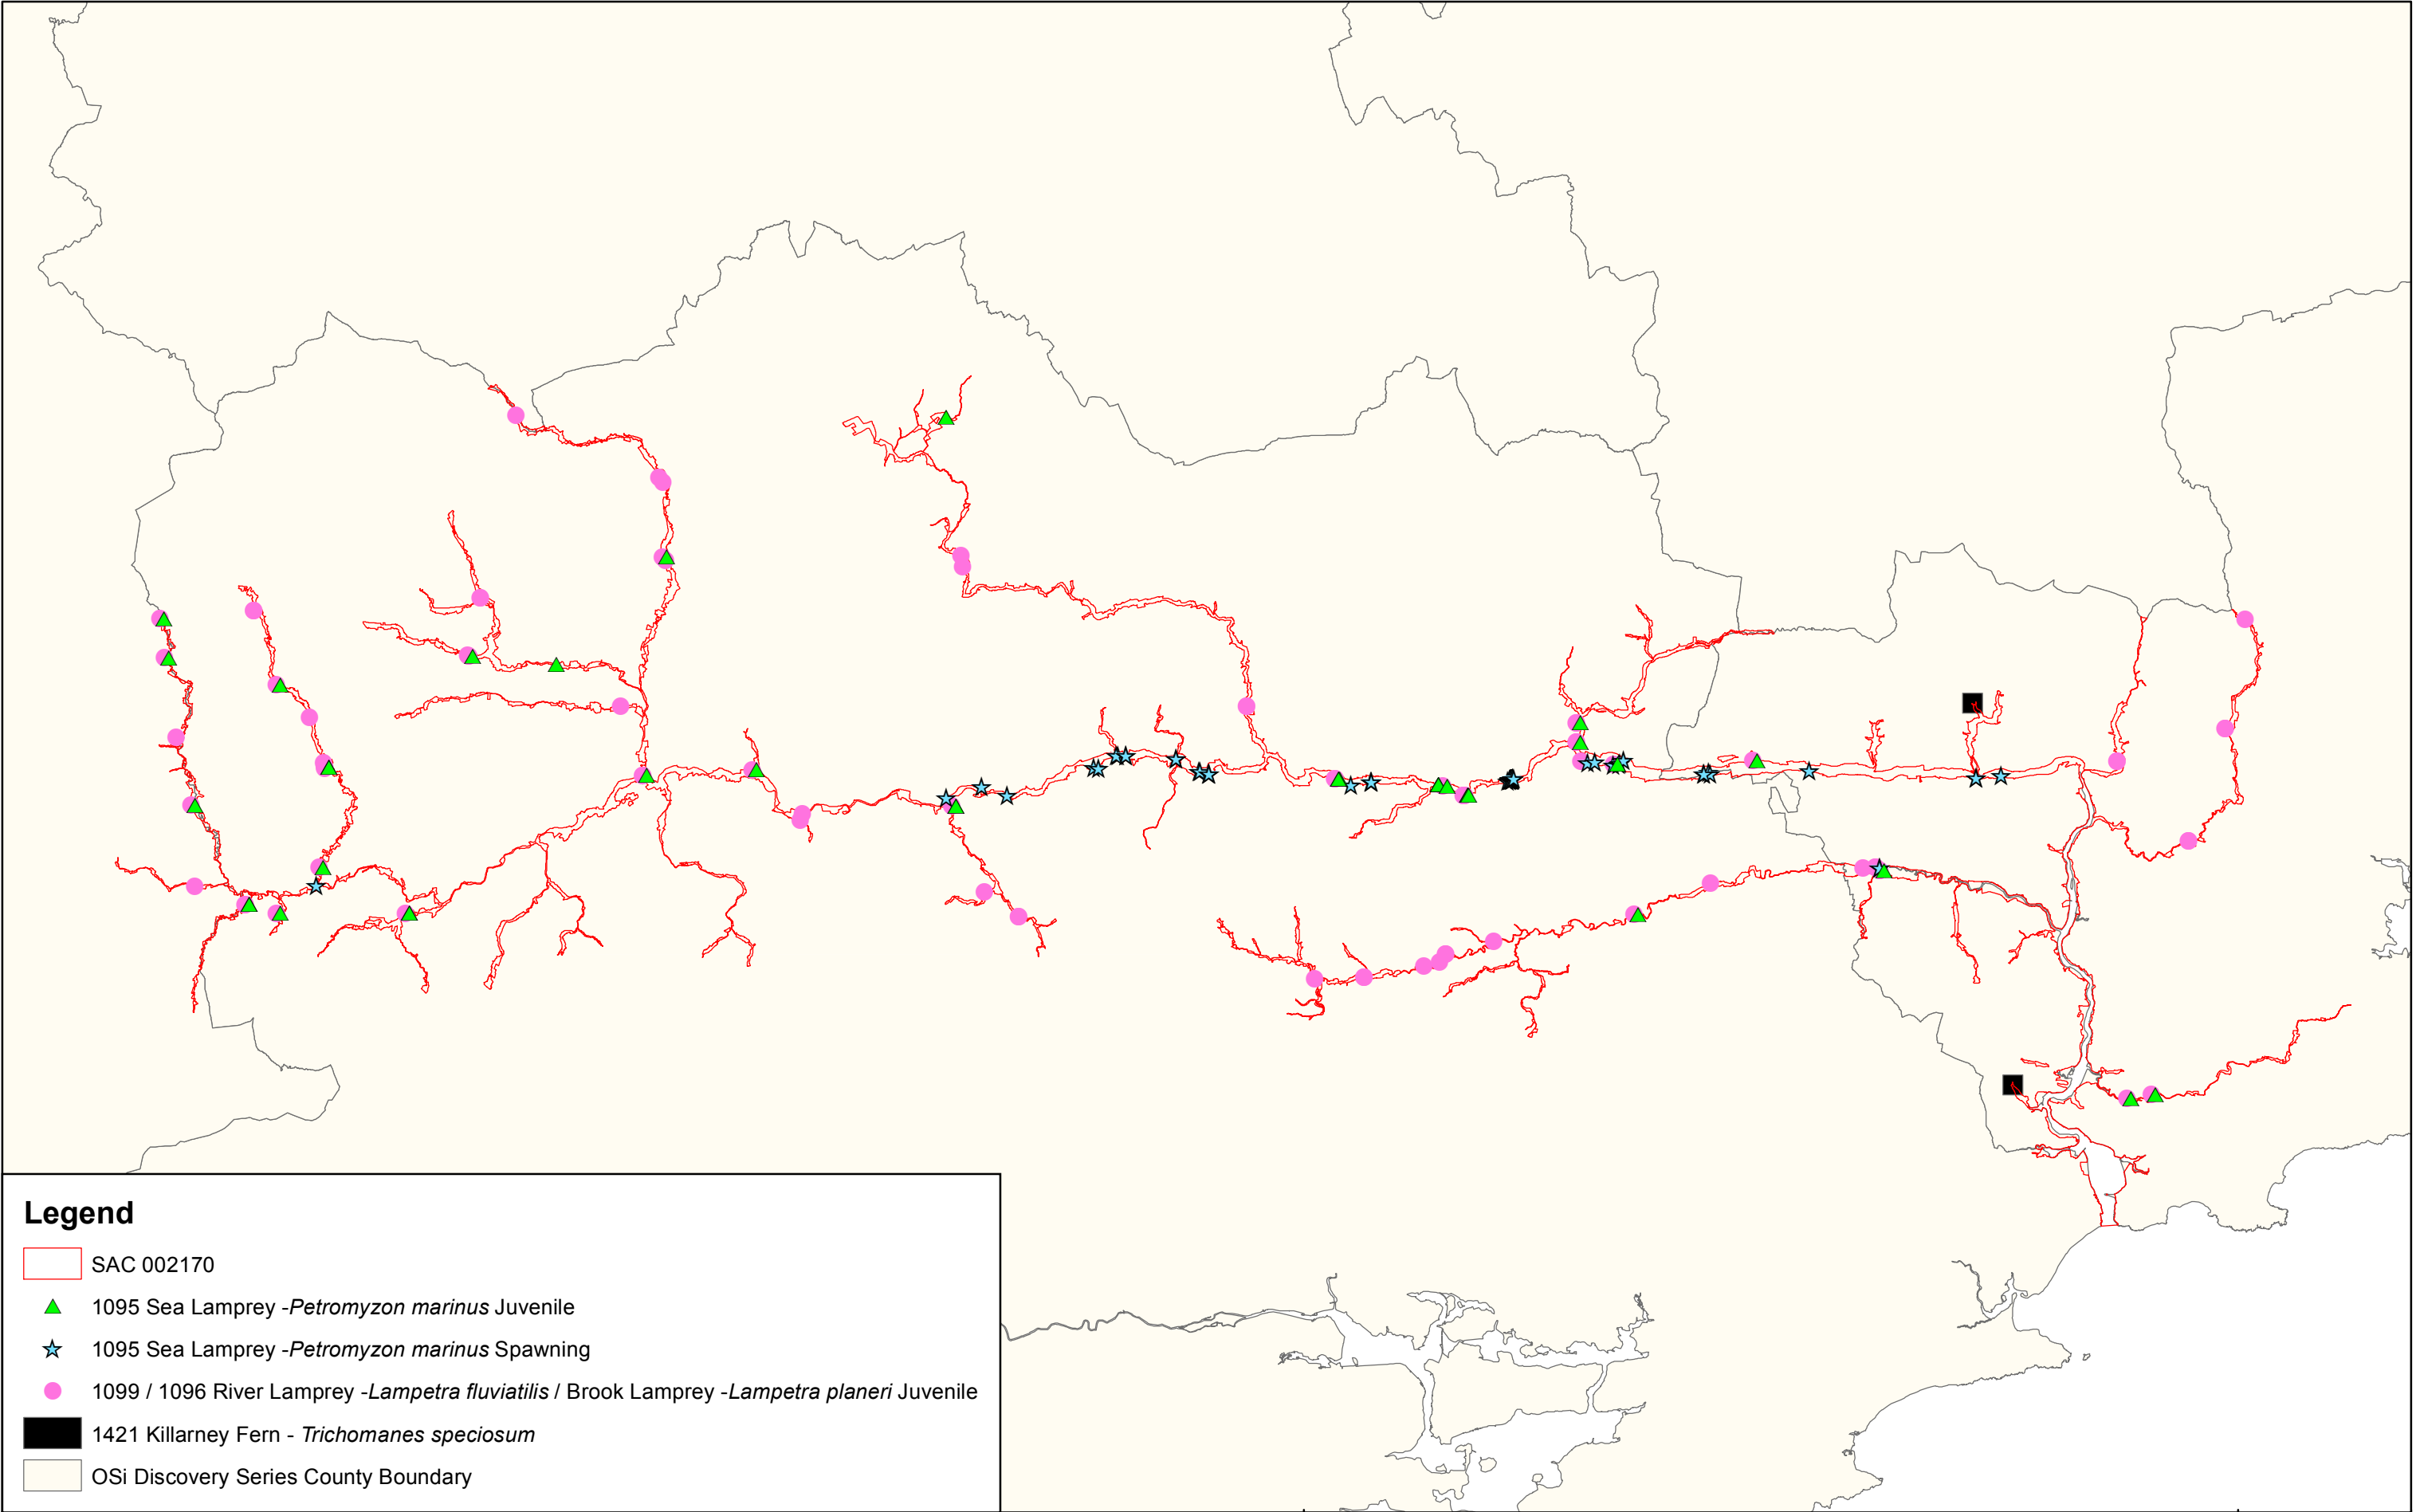 Legend
SAC 002170
1095 Sea Lamprey -Petromyzon marinus Juvenile
1095 Sea Lamprey -Petromyzon marinus Spawning
1099 / 1096 River Lamprey -Lampetra fluviatilis / Brook Lamprey -Lampetra planeri Juvenile
1421 Killarney Fern - Trichomanes speciosum
OSi Discovery Series County Boundary